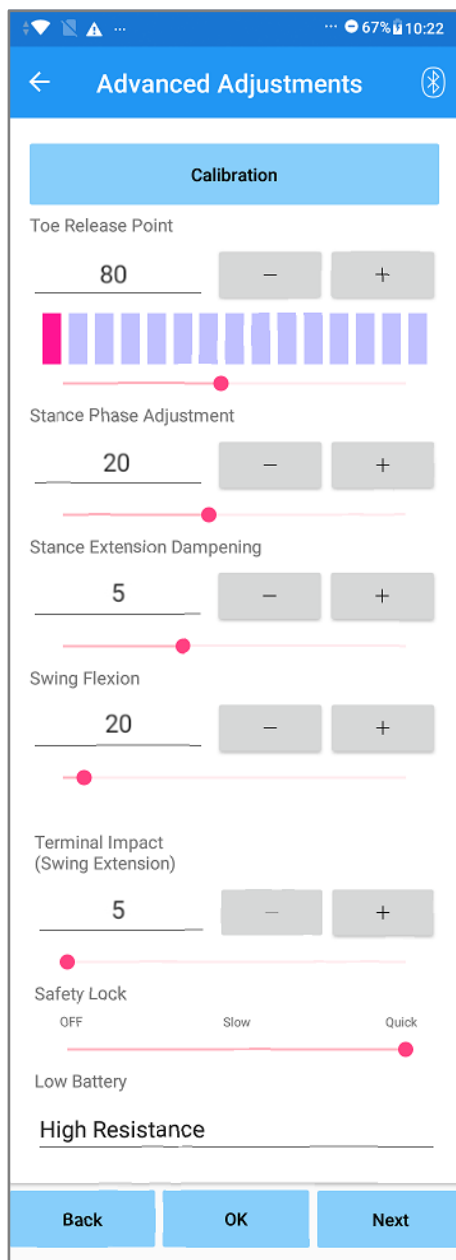 67% 10:22
Advanced Adjustments
Calibration
Toe Release Point
80 − +
Stance Phase Adjustment
20 − +
Stance Extension Dampening
5 − +
Swing Flexion
20 − +
Terminal Impact
(Swing Extension)
5 − +
Safety Lock
OFF Slow Quick
Low Battery
High Resistance
Back OK Next